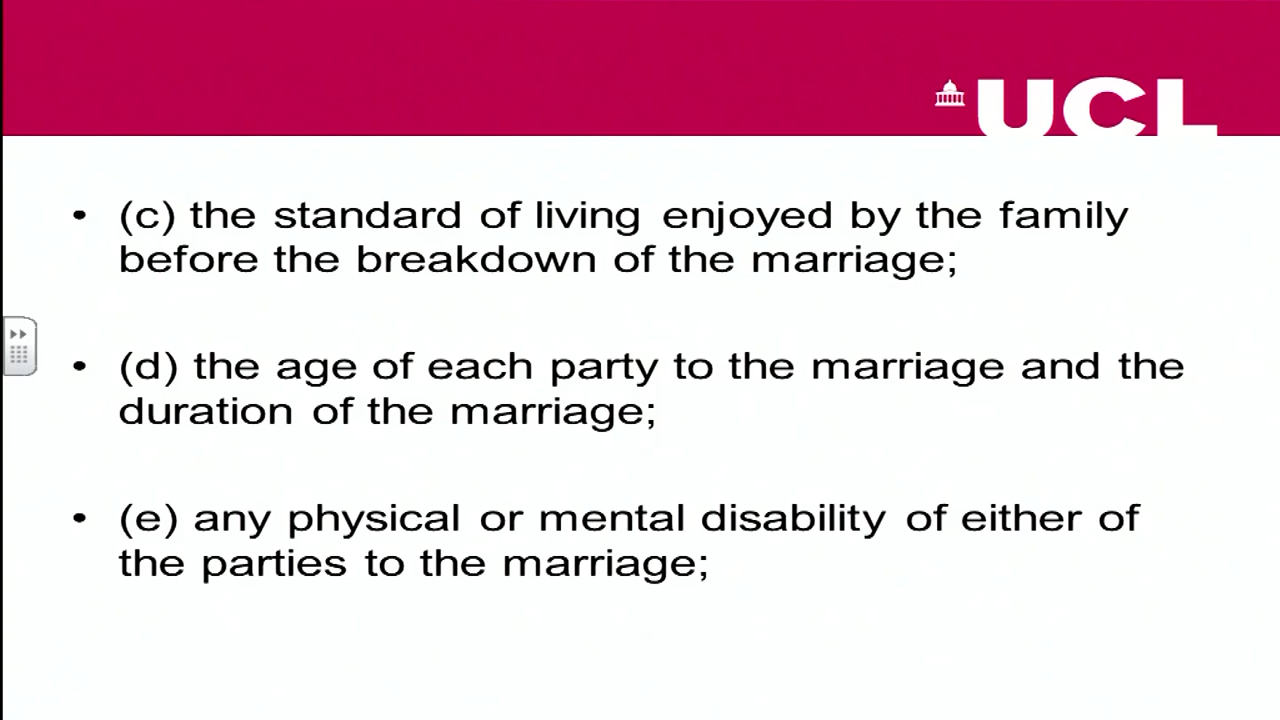 UCL
• (c) the standard of living enjoyed by the family
before the breakdown of the marriage;
• (d) the age of each party to the marriage and the
duration of the marriage;
• (e) any physical or mental disability of either of
the parties to the marriage;